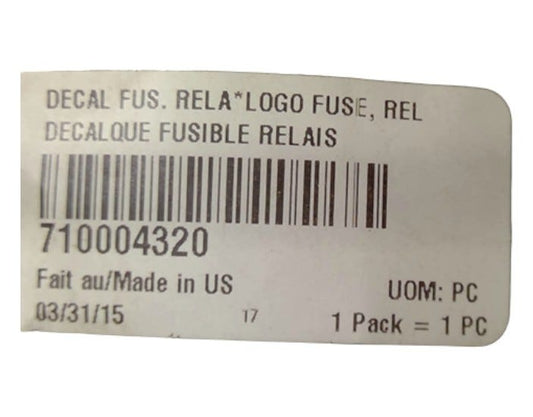 DECAL FUS. RELA*LOGO FUSE, REL
DECALQUE FUSIBLE RELAIS
710004320
Fait au/Made in US
UOM: PC
03/31/15
17
1 Pack = 1 PC